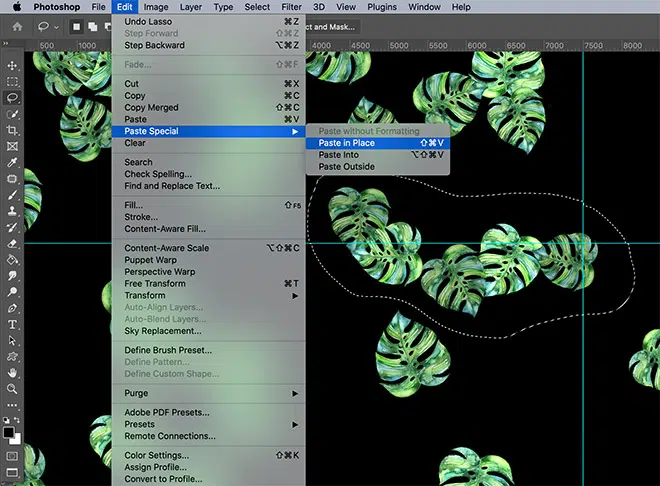 Photoshop File Edit Image Layer Type Select Filter 3D View Plugins Window Help
ct and Mask...
500 1000 4000 4500 5000 5500 6000 6500 7000 7500 8000 8500
Undo Lasso ⌘Z
Step Forward ⇧⌘Z
Step Backward ⌥⌘Z
Fade... ⇧⌘F
Cut ⌘X
Copy ⌘C
Copy Merged ⇧⌘C
Paste ⌘V
Paste Special
Paste without Formatting
Paste in Place ⇧⌘V
Paste Into ⌥⇧⌘V
Paste Outside
Clear
Search
Check Spelling...
Find and Replace Text...
Fill... ⇧F5
Stroke...
Content-Aware Fill...
Content-Aware Scale ⌥⇧⌘C
Puppet Warp
Perspective Warp
Free Transform ⌘T
Transform
Auto-Align Layers...
Auto-Blend Layers...
Sky Replacement...
Define Brush Preset...
Define Pattern...
Define Custom Shape...
Purge
Adobe PDF Presets...
Presets
Remote Connections...
Color Settings... ⇧⌘K
Assign Profile...
Convert to Profile...